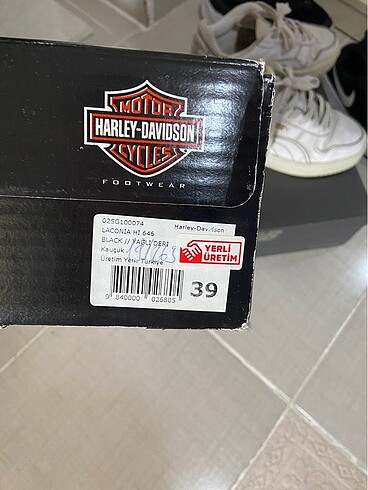 MOTOR
HARLEY-DAVIDSON
CYCLES
FOOTWEAR
025G100074
Harley-Davidson
LACONIA HI 646
BLACK // YAĞLI DERİ
Kauçuk
YERLİ
ÜRETİM
Üretim Yeri: Türkiye
9 840000 026805
39